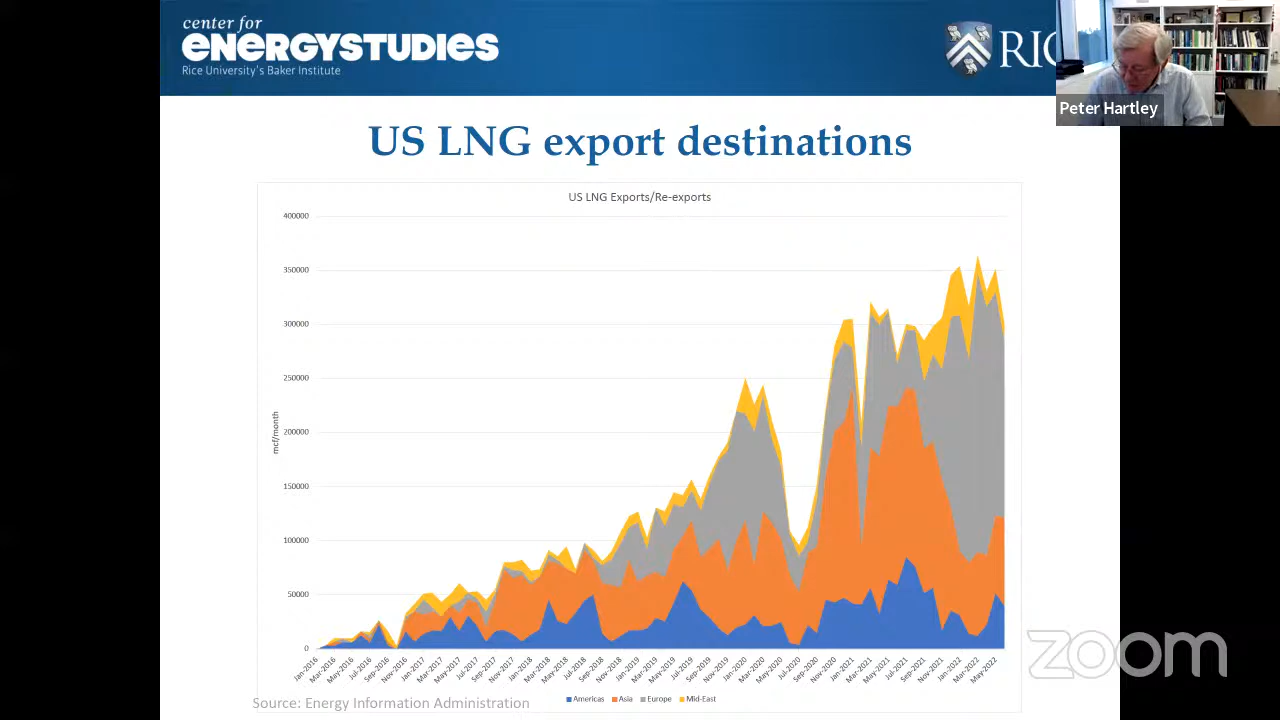 center for
ENERGYSTUDIES
Rice University's Baker Institute
RIC
Peter Hartley
US LNG export destinations
US LNG Exports/Re-exports
400000
350000
300000
250000
200000
150000
100000
50000
0
mcf/month
Jan-2016 Mar-2016 May-2016 Jul-2016 Sep-2016 Nov-2016 Jan-2017 Mar-2017 May-2017 Jul-2017 Sep-2017 Nov-2017 Jan-2018 Mar-2018 May-2018 Jul-2018 Sep-2018 Nov-2018 Jan-2019 Mar-2019 May-2019 Jul-2019 Sep-2019 Nov-2019 Jan-2020 Mar-2020 May-2020 Jul-2020 Sep-2020 Nov-2020 Jan-2021 Mar-2021 May-2021 Jul-2021 Sep-2021 Nov-2021 Jan-2022 Mar-2022 May-2022
Americas Asia Europe Mid-East
Source: Energy Information Administration
zoom